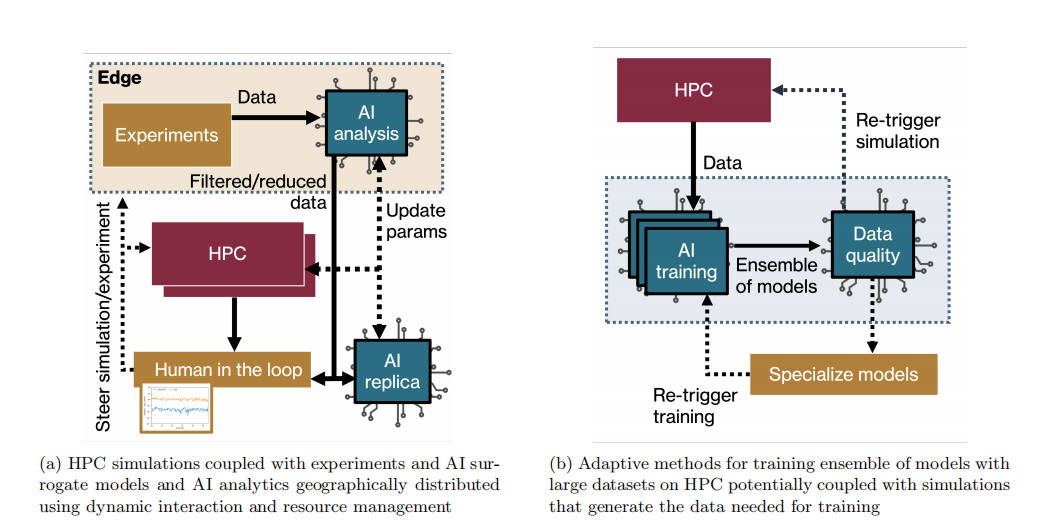 Edge
Data
Experiments
AI
analysis
Filtered/reduced
data
Update
params
Steer simulation/experiment
HPC
Human in the loop
AI
replica
(a) HPC simulations coupled with experiments and AI sur-
rogate models and AI analytics geographically distributed
using dynamic interaction and resource management
HPC
Re-trigger
simulation
Data
AI
training
Ensemble
of models
Data
quality
Specialize models
Re-trigger
training
(b) Adaptive methods for training ensemble of models with
large datasets on HPC potentially coupled with simulations
that generate the data needed for training